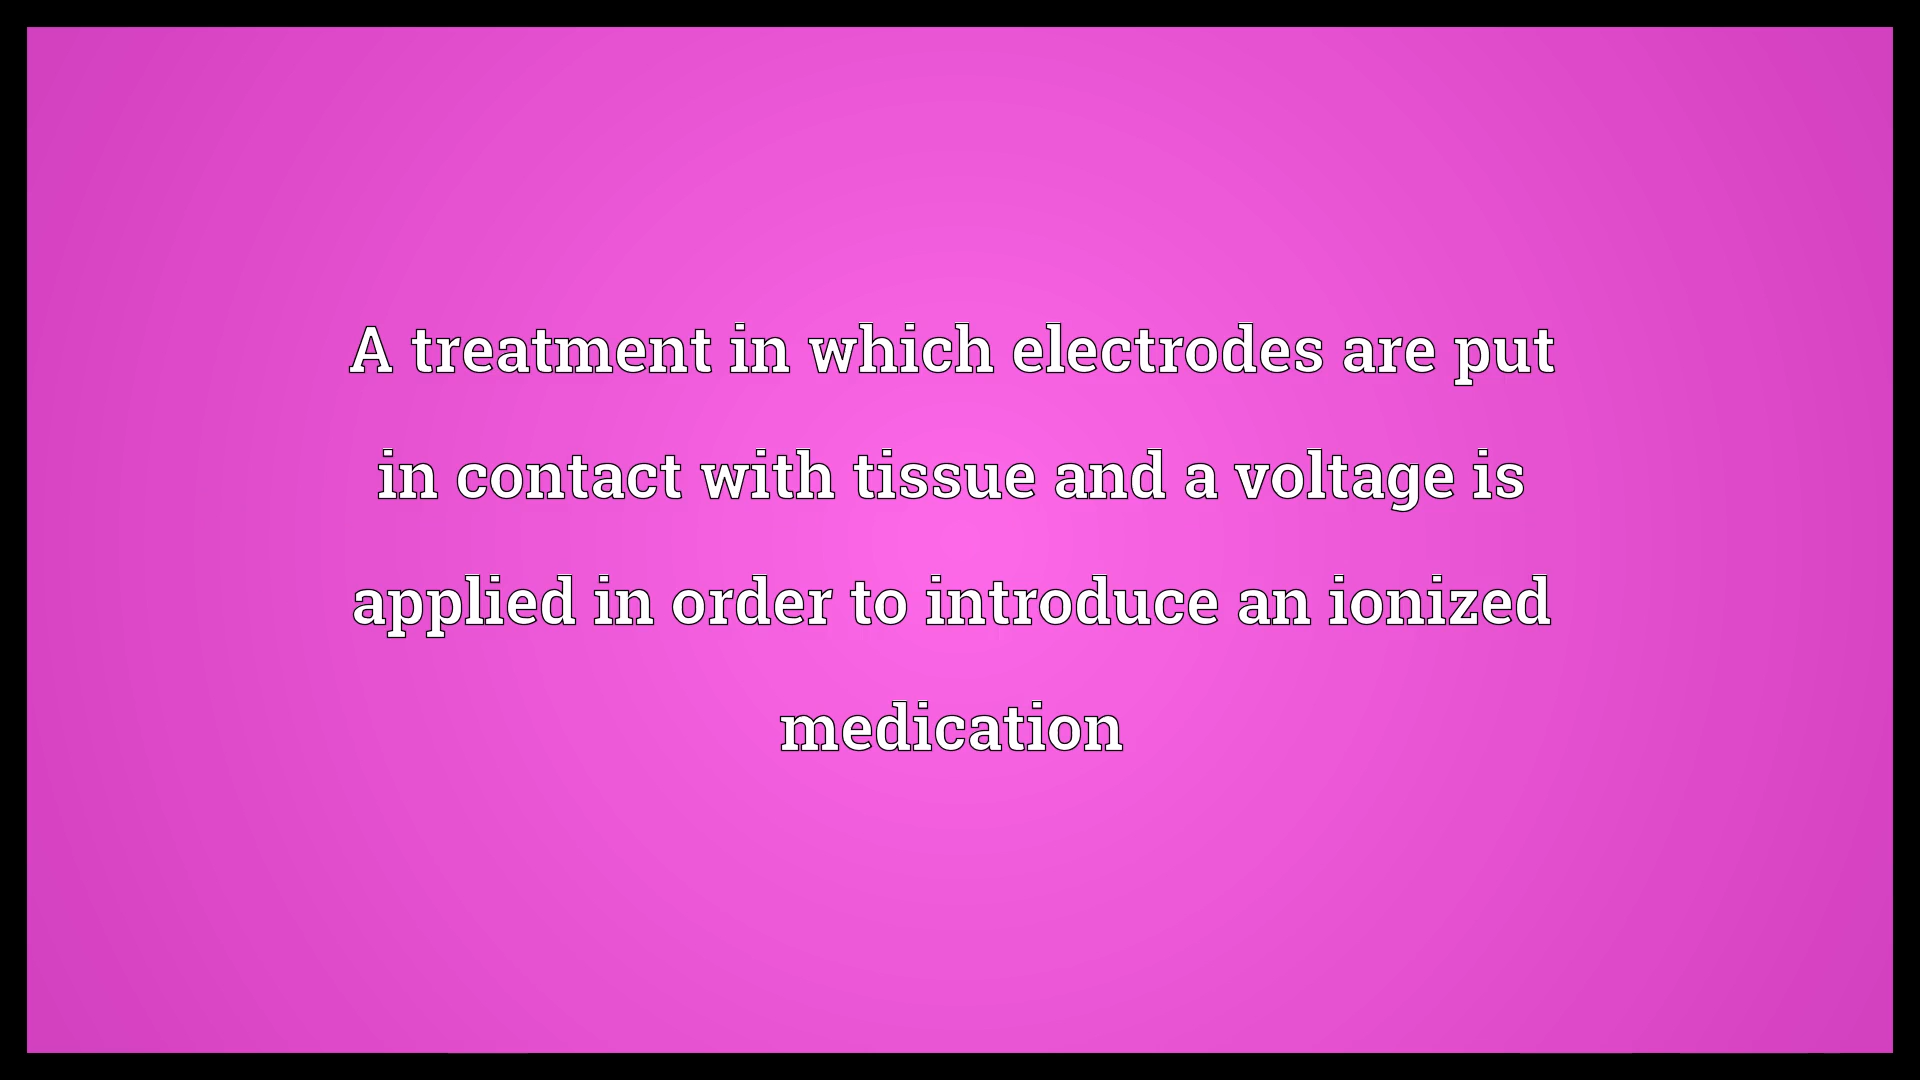 A treatment in which electrodes are put
in contact with tissue and a voltage is
applied in order to introduce an ionized
medication